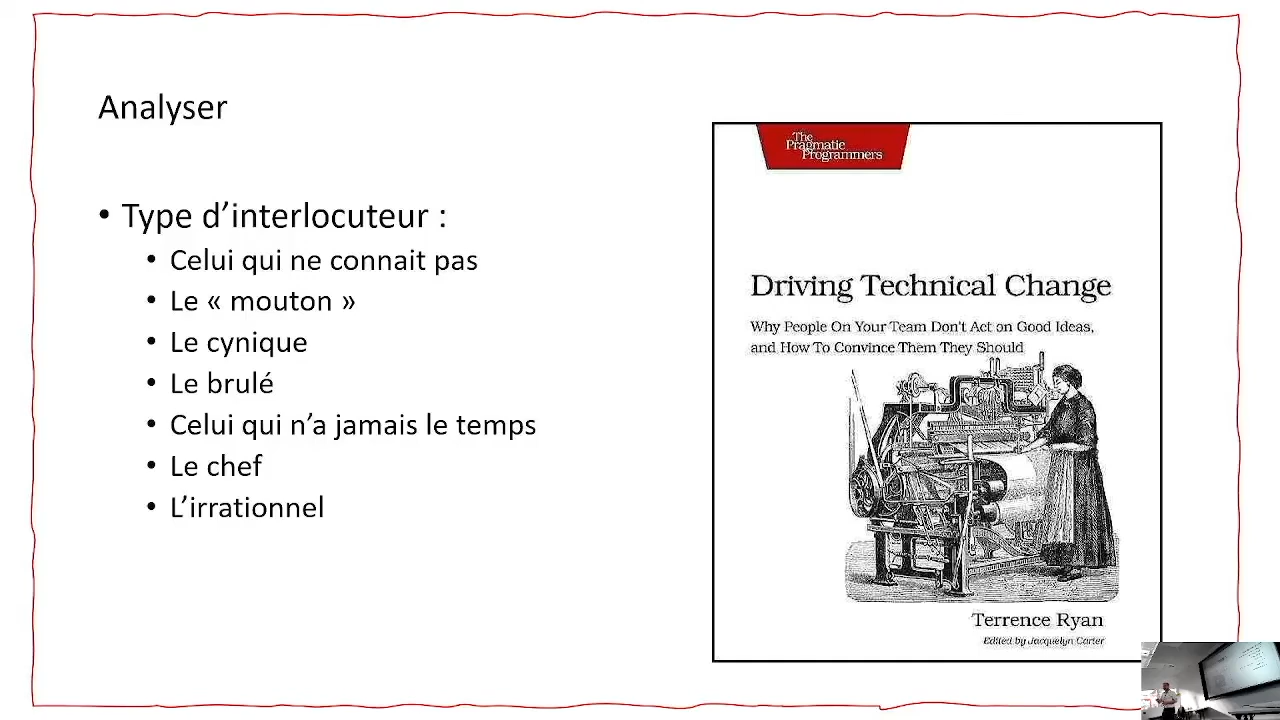 Analyser
• Type d’interlocuteur :
• Celui qui ne connait pas
• Le « mouton »
• Le cynique
• Le brulé
• Celui qui n’a jamais le temps
• Le chef
• L’irrationnel
The
Pragmatic
Programmers
Driving Technical Change
Why People On Your Team Don't Act on Good Ideas,
and How To Convince Them They Should
Terrence Ryan
Edited by Jacquelyn Carter